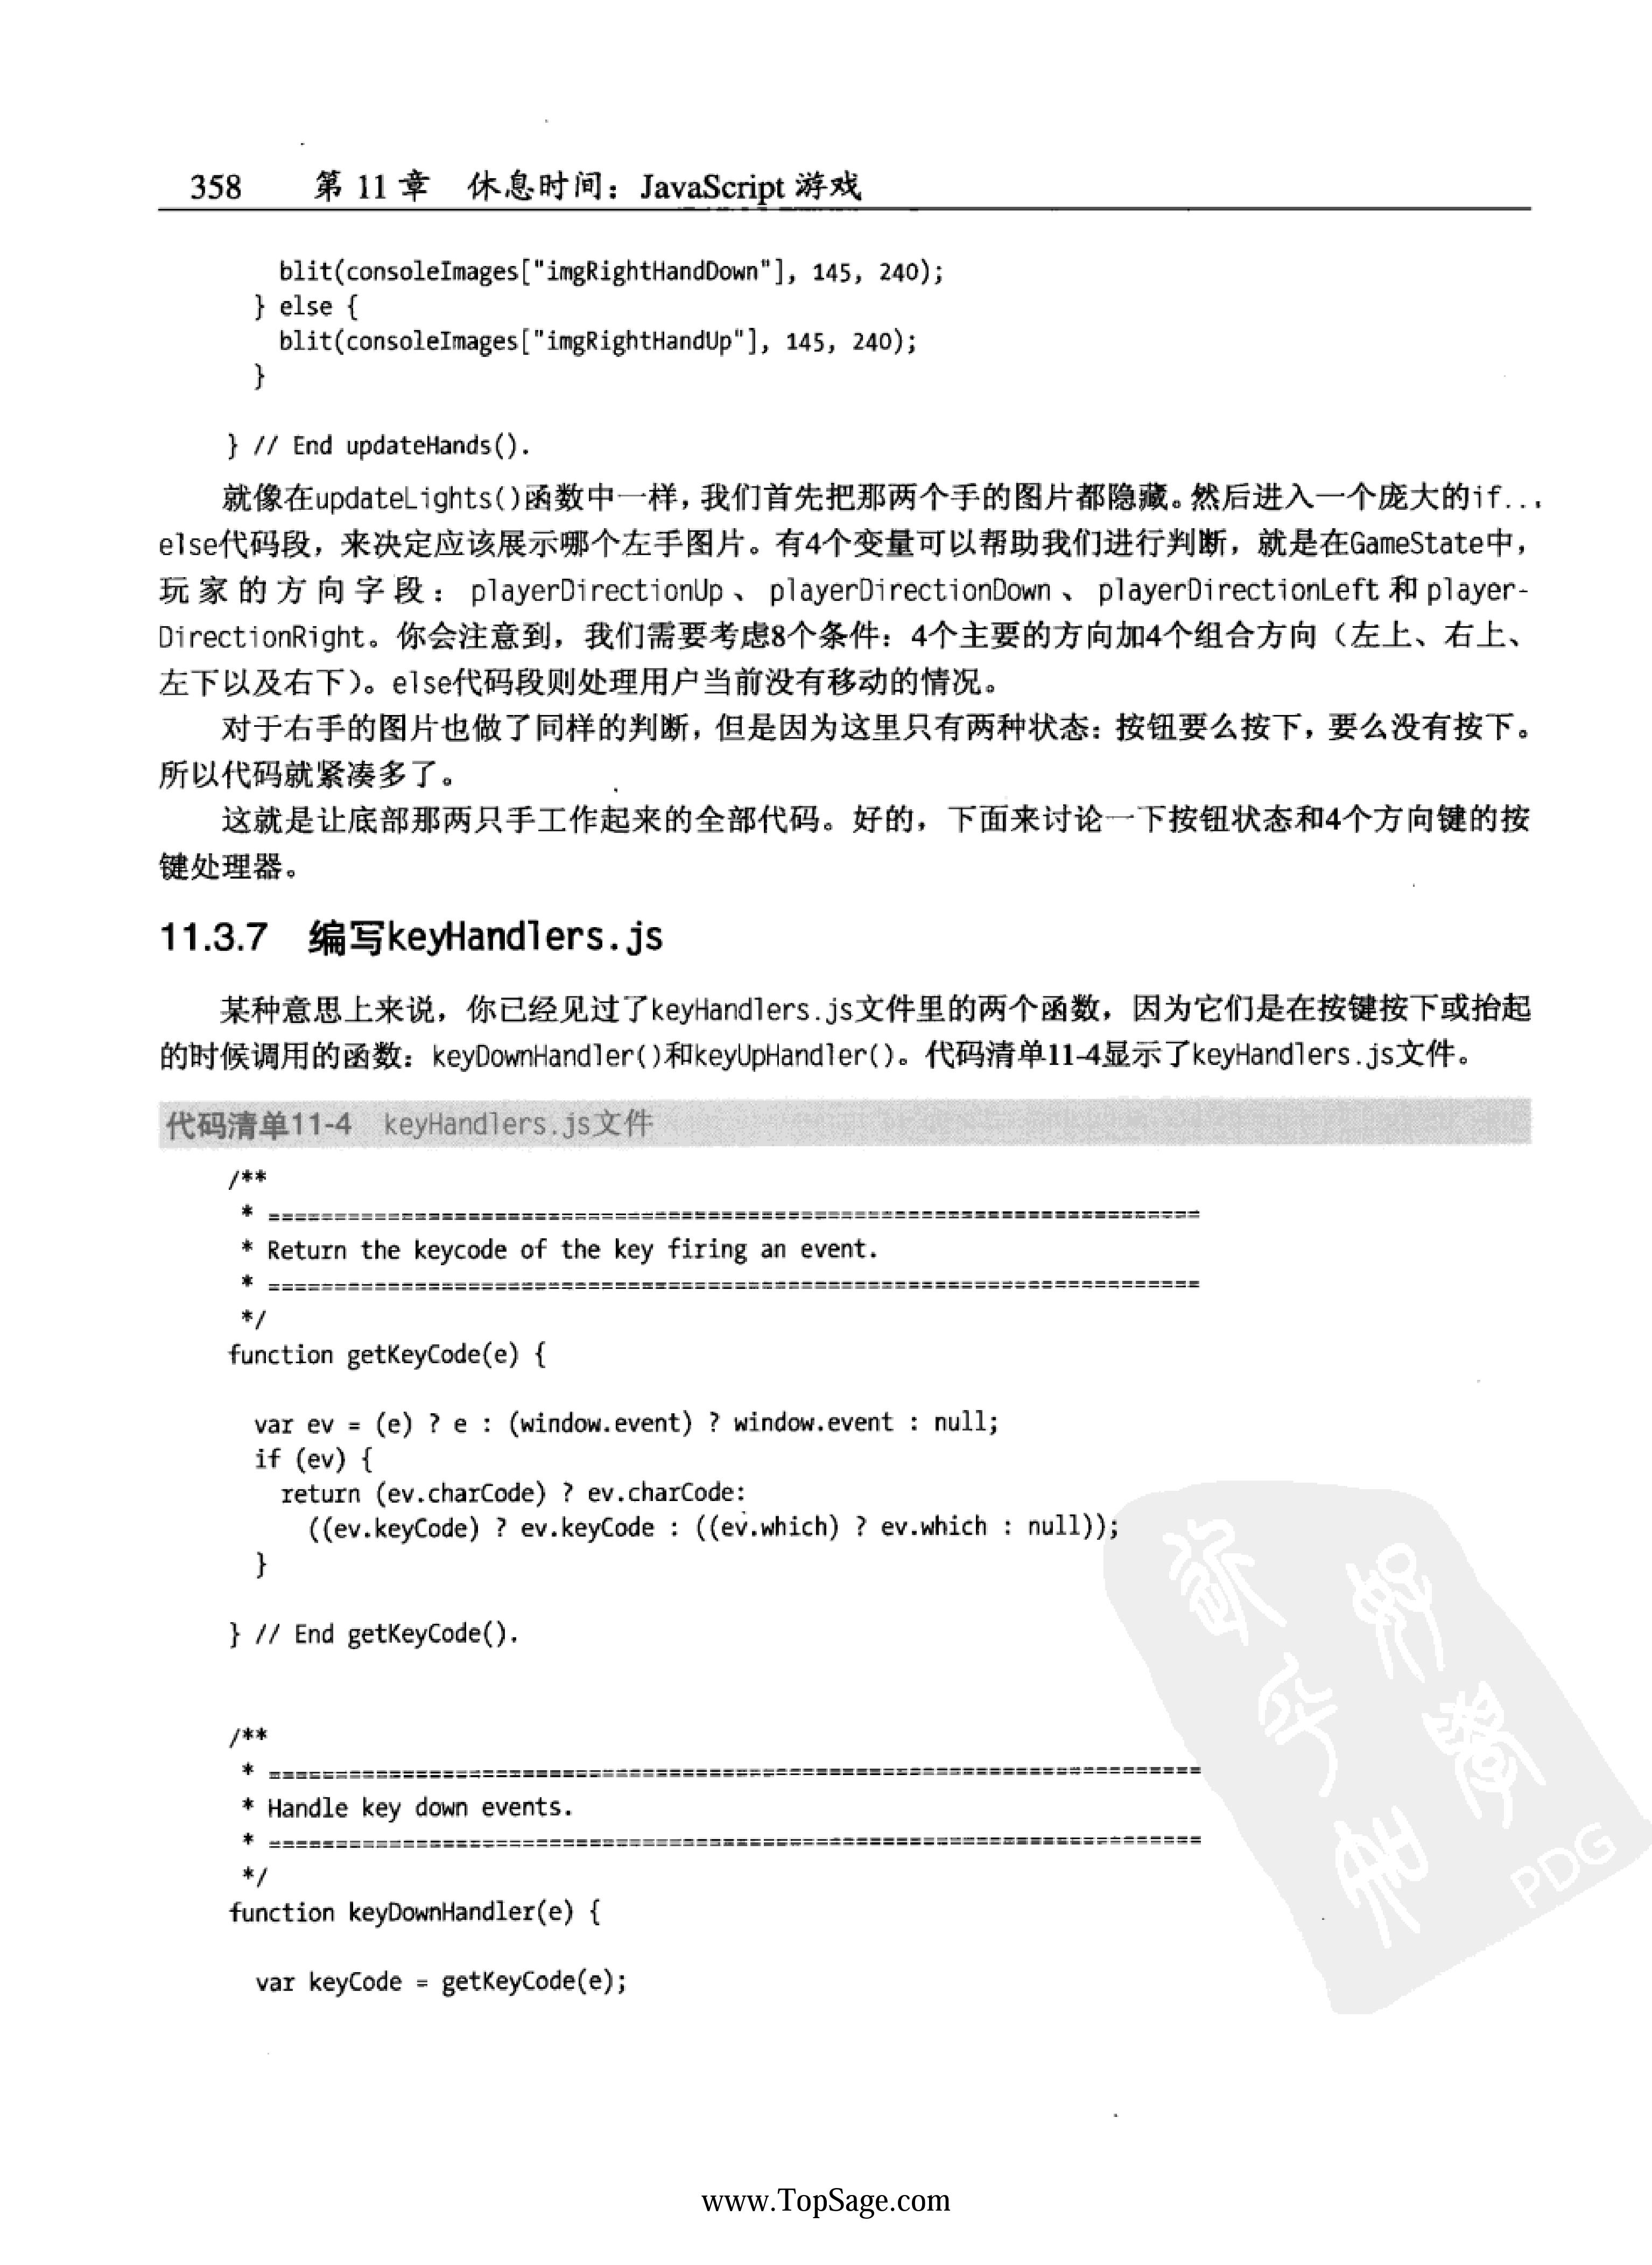 358 第 11 章 休息时间：JavaScript 游戏
blit(consoleImages["imgRightHandDown"], 145, 240);
} else {
blit(consoleImages["imgRightHandUp"], 145, 240);
}
} // End updateHands().
就像在updateLights()函数中一样，我们首先把那两个手的图片都隐藏。然后进入一个庞大的if...
else代码段，来决定应该展示哪个左手图片。有4个变量可以帮助我们进行判断，就是在GameState中，
玩家的方向字段：playerDirectionUp、playerDirectionDown、playerDirectionLeft和player-
DirectionRight。你会注意到，我们需要考虑8个条件：4个主要的方向加4个组合方向（左上、右上、
左下以及右下）。else代码段则处理用户当前没有移动的情况。
对于右手的图片也做了同样的判断，但是因为这里只有两种状态：按钮要么按下，要么没有按下。
所以代码就紧凑多了。
这就是让底部那两只手工作起来的全部代码。好的，下面来讨论一下按钮状态和4个方向键的按
键处理器。
11.3.7 编写keyHandlers.js
某种意思上来说，你已经见过了keyHandlers.js文件里的两个函数，因为它们是在按键按下或抬起
的时候调用的函数：keyDownHandler()和keyUpHandler()。代码清单11-4显示了keyHandlers.js文件。
代码清单11-4 keyHandlers.js文件
/**
* ======================================================================
* Return the keycode of the key firing an event.
* ======================================================================
*/
function getKeyCode(e) {
var ev = (e) ? e : (window.event) ? window.event : null;
if (ev) {
return (ev.charCode) ? ev.charCode:
((ev.keyCode) ? ev.keyCode : ((ev.which) ? ev.which : null));
}
} // End getKeyCode().
/**
* ======================================================================
* Handle key down events.
* ======================================================================
*/
function keyDownHandler(e) {
var keyCode = getKeyCode(e);
PDG
www.TopSage.com